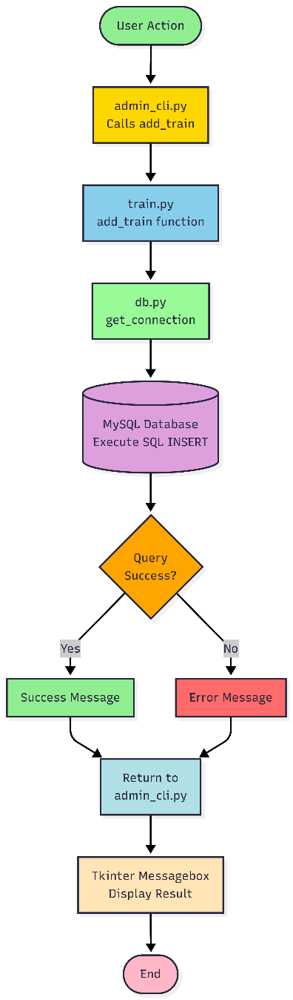 User Action
admin_cli.py
Calls add_train
train.py
add_train function
db.py
get_connection
MySQL Database
Execute SQL INSERT
Query
Success?
Yes
No
Success Message
Error Message
Return to
admin_cli.py
Tkinter Messagebox
Display Result
End